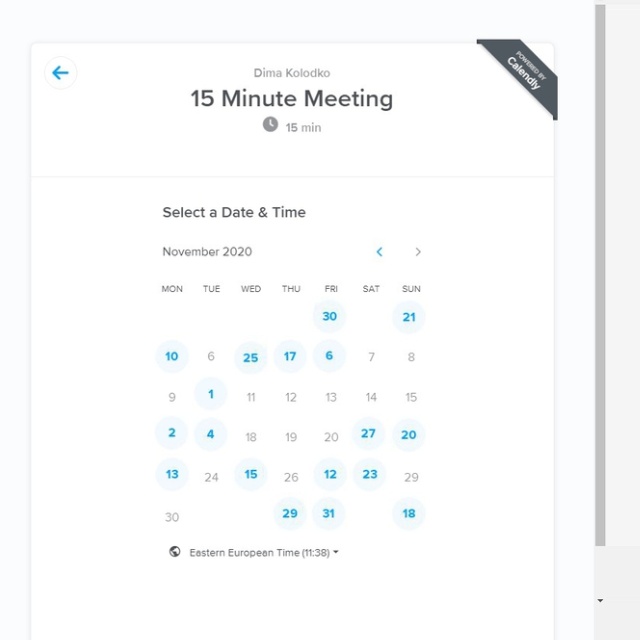 POWERED BY
Calendly
Dima Kolodko
15 Minute Meeting
15 min
Select a Date & Time
November 2020
MON TUE WED THU FRI SAT SUN
30 21
10 6 25 17 6 7 8
9 1 11 12 13 14 15
2 4 18 19 20 27 20
13 24 15 26 12 23 29
30 29 31 18
Eastern European Time (11:38)